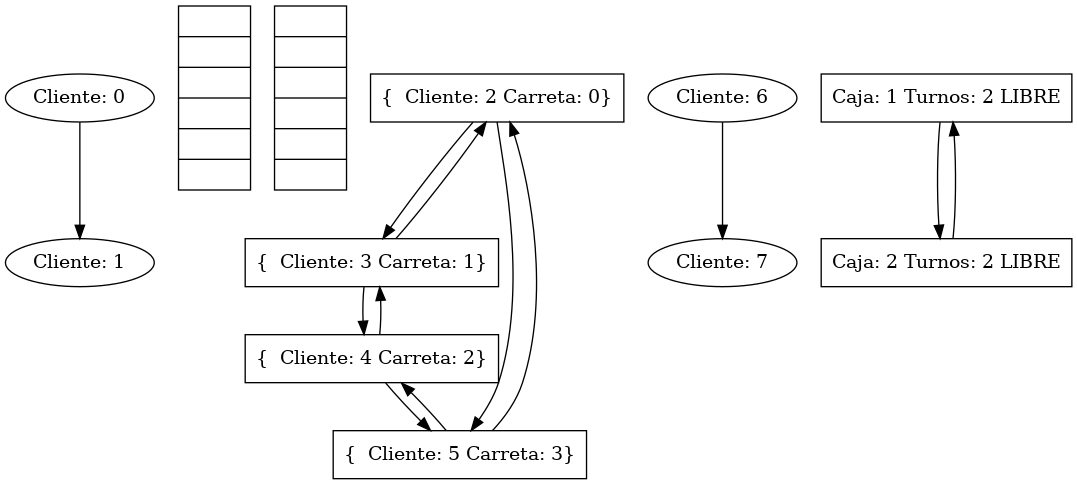 Cliente: 0
{  Cliente: 2 Carreta: 0}
Cliente: 6
Caja: 1 Turnos: 2 LIBRE
Cliente: 1
{  Cliente: 3 Carreta: 1}
Cliente: 7
Caja: 2 Turnos: 2 LIBRE
{  Cliente: 4 Carreta: 2}
{  Cliente: 5 Carreta: 3}